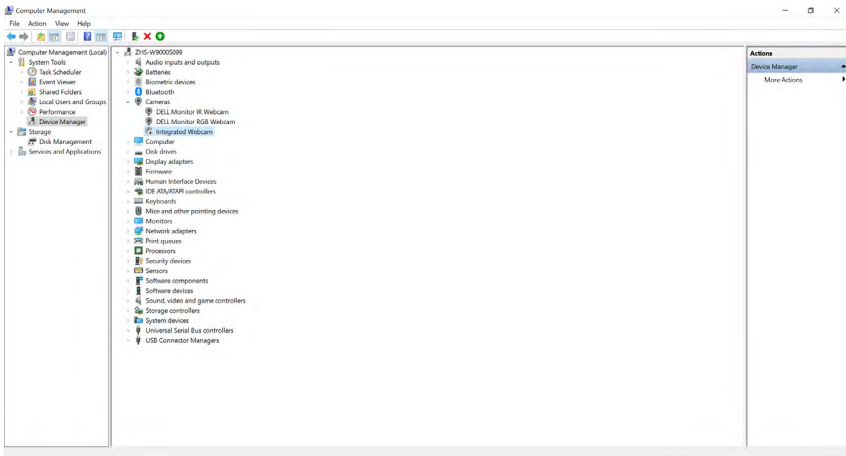 Computer Management
File Action View Help
Computer Management (Local)
System Tools
Task Scheduler
Event Viewer
Shared Folders
Local Users and Groups
Performance
Device Manager
Storage
Disk Management
Services and Applications
ZHS-W90005099
Audio inputs and outputs
Batteries
Biometric devices
Bluetooth
Cameras
DELL Monitor IR Webcam
DELL Monitor RGB Webcam
Integrated Webcam
Computer
Disk drives
Display adapters
Firmware
Human Interface Devices
IDE ATA/ATAPI controllers
Keyboards
Mice and other pointing devices
Monitors
Network adapters
Print queues
Processors
Security devices
Sensors
Software components
Software devices
Sound, video and game controllers
Storage controllers
System devices
Universal Serial Bus controllers
USB Connector Managers
Actions
Device Manager
More Actions